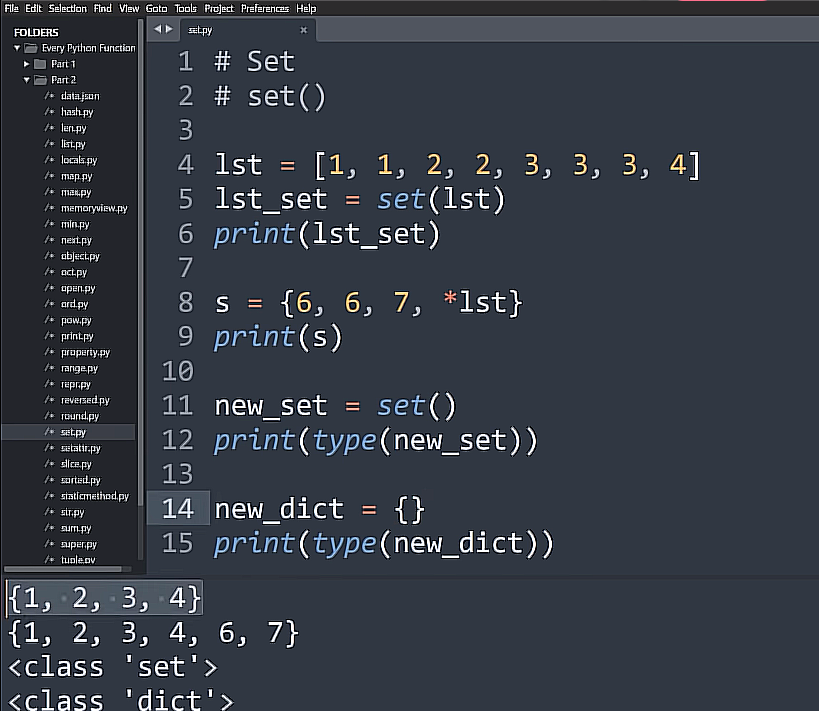 File Edit Selection Find View Goto Tools Project Preferences Help
FOLDERS
Every Python Function
Part 1
Part 2
/* data.json
/* hash.py
/* len.py
/* list.py
/* locals.py
/* map.py
/* max.py
/* memoryview.py
/* min.py
/* next.py
/* object.py
/* oct.py
/* open.py
/* ord.py
/* pow.py
/* print.py
/* property.py
/* range.py
/* repr.py
/* reversed.py
/* round.py
/* set.py
/* setattr.py
/* slice.py
/* sorted.py
/* staticmethod.py
/* str.py
/* sum.py
/* super.py
/* tuple.py
set.py ×
1 # Set
2 # set()
3
4 lst = [1, 1, 2, 2, 3, 3, 3, 4]
5 lst_set = set(lst)
6 print(lst_set)
7
8 s = {6, 6, 7, *lst}
9 print(s)
10
11 new_set = set()
12 print(type(new_set))
13
14 new_dict = {}
15 print(type(new_dict))
{1, 2, 3, 4}
{1, 2, 3, 4, 6, 7}
<class 'set'>
<class 'dict'>